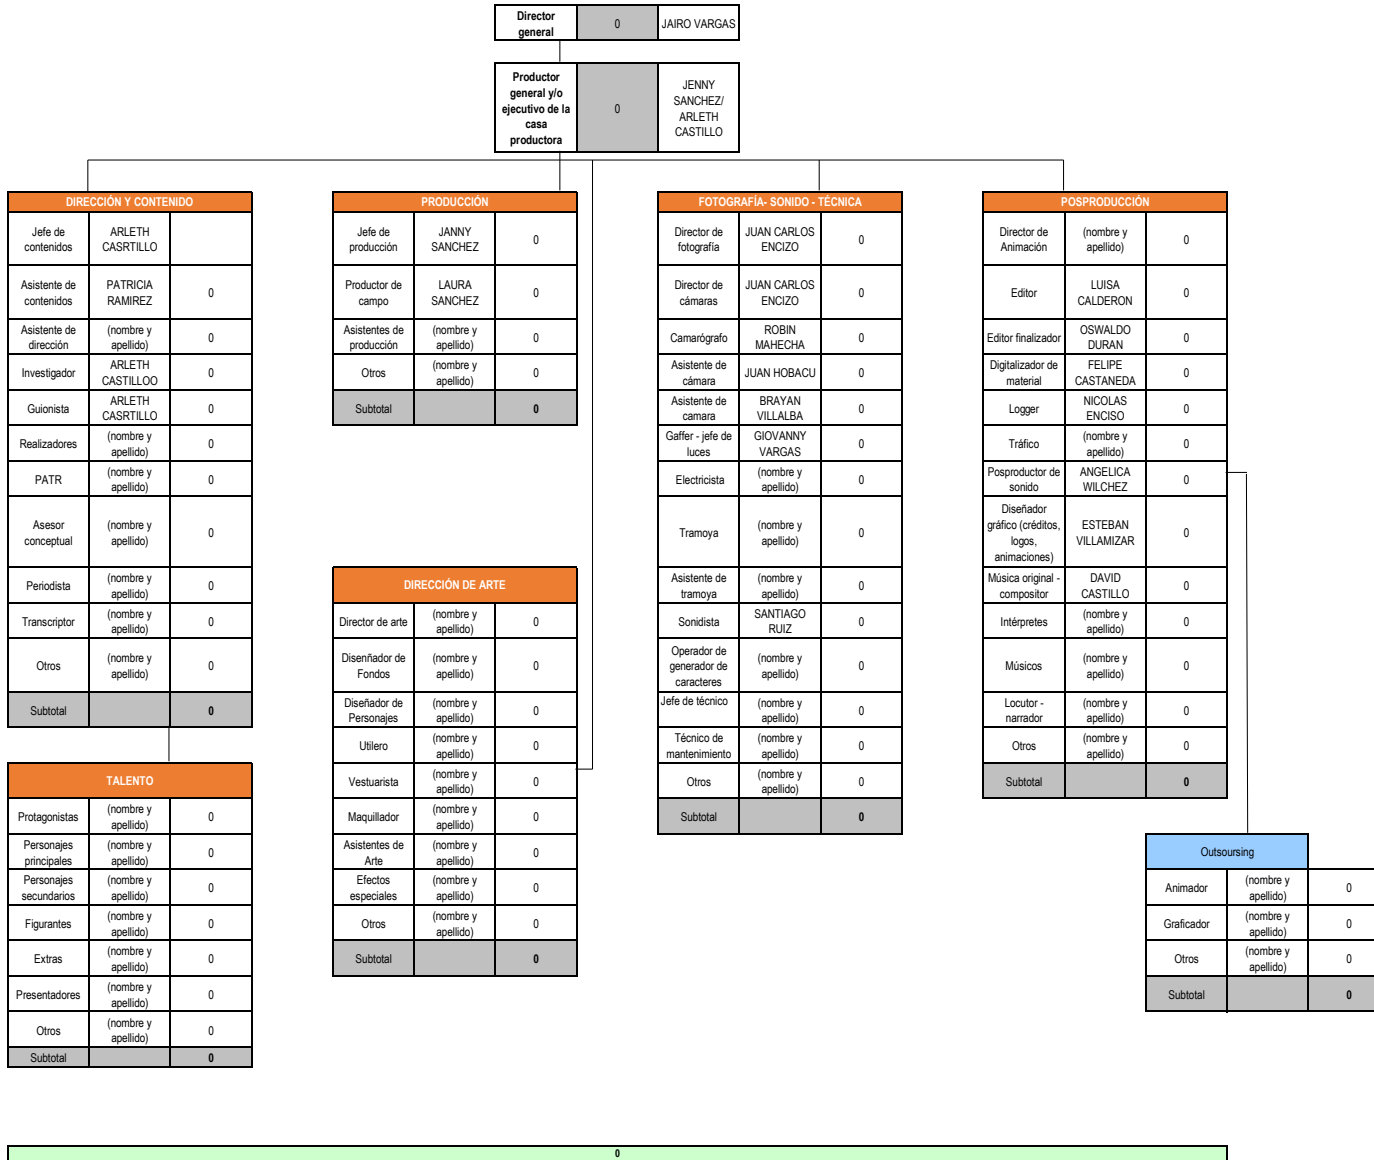 Director
general
0
JAIRO VARGAS
Productor
general y/o
ejecutivo de la
casa
productora
0
JENNY
SANCHEZ/
ARLETH
CASTILLO
DIRECCIÓN Y CONTENIDO
Jefe de
contenidos
ARLETH
CASRTILLO
Asistente de
contenidos
PATRICIA
RAMIREZ
0
Asistente de
dirección
(nombre y
apellido)
0
Investigador
ARLETH
CASTILLOO
0
Guionista
ARLETH
CASRTILLO
0
Realizadores
(nombre y
apellido)
0
PATR
(nombre y
apellido)
0
Asesor
conceptual
(nombre y
apellido)
0
Periodista
(nombre y
apellido)
0
Transcriptor
(nombre y
apellido)
0
Otros
(nombre y
apellido)
0
Subtotal
0
TALENTO
Protagonistas
(nombre y
apellido)
0
Personajes
principales
(nombre y
apellido)
0
Personajes
secundarios
(nombre y
apellido)
0
Figurantes
(nombre y
apellido)
0
Extras
(nombre y
apellido)
0
Presentadores
(nombre y
apellido)
0
Otros
(nombre y
apellido)
0
Subtotal
0
PRODUCCIÓN
Jefe de
producción
JANNY
SANCHEZ
0
Productor de
campo
LAURA
SANCHEZ
0
Asistentes de
producción
(nombre y
apellido)
0
Otros
(nombre y
apellido)
0
Subtotal
0
DIRECCIÓN DE ARTE
Director de arte
(nombre y
apellido)
0
Disenñador de
Fondos
(nombre y
apellido)
0
Diseñador de
Personajes
(nombre y
apellido)
0
Utilero
(nombre y
apellido)
0
Vestuarista
(nombre y
apellido)
0
Maquillador
(nombre y
apellido)
0
Asistentes de
Arte
(nombre y
apellido)
0
Efectos
especiales
(nombre y
apellido)
0
Otros
(nombre y
apellido)
0
Subtotal
0
FOTOGRAFÍA- SONIDO - TÉCNICA
Director de
fotografía
JUAN CARLOS
ENCIZO
0
Director de
cámaras
JUAN CARLOS
ENCIZO
0
Camarógrafo
ROBIN
MAHECHA
0
Asistente de
cámara
JUAN HOBACU
0
Asistente de
camara
BRAYAN
VILLALBA
0
Gaffer - jefe de
luces
GIOVANNY
VARGAS
0
Electricista
(nombre y
apellido)
0
Tramoya
(nombre y
apellido)
0
Asistente de
tramoya
(nombre y
apellido)
0
Sonidista
SANTIAGO
RUIZ
0
Operador de
generador de
caracteres
(nombre y
apellido)
0
Jefe de técnico
(nombre y
apellido)
0
Técnico de
mantenimiento
(nombre y
apellido)
0
Otros
(nombre y
apellido)
0
Subtotal
0
POSPRODUCCIÓN
Director de
Animación
(nombre y
apellido)
0
Editor
LUISA
CALDERON
0
Editor finalizador
OSWALDO
DURAN
0
Digitalizador de
material
FELIPE
CASTANEDA
0
Logger
NICOLAS
ENCISO
0
Tráfico
(nombre y
apellido)
0
Posproductor de
sonido
ANGELICA
WILCHEZ
0
Diseñador
gráfico (créditos,
logos,
animaciones)
ESTEBAN
VILLAMIZAR
0
Música original -
compositor
DAVID
CASTILLO
0
Intérpretes
(nombre y
apellido)
0
Músicos
(nombre y
apellido)
0
Locutor -
narrador
(nombre y
apellido)
0
Otros
(nombre y
apellido)
0
Subtotal
0
Outsoursing
Animador
(nombre y
apellido)
0
Graficador
(nombre y
apellido)
0
Otros
(nombre y
apellido)
0
Subtotal
0
0